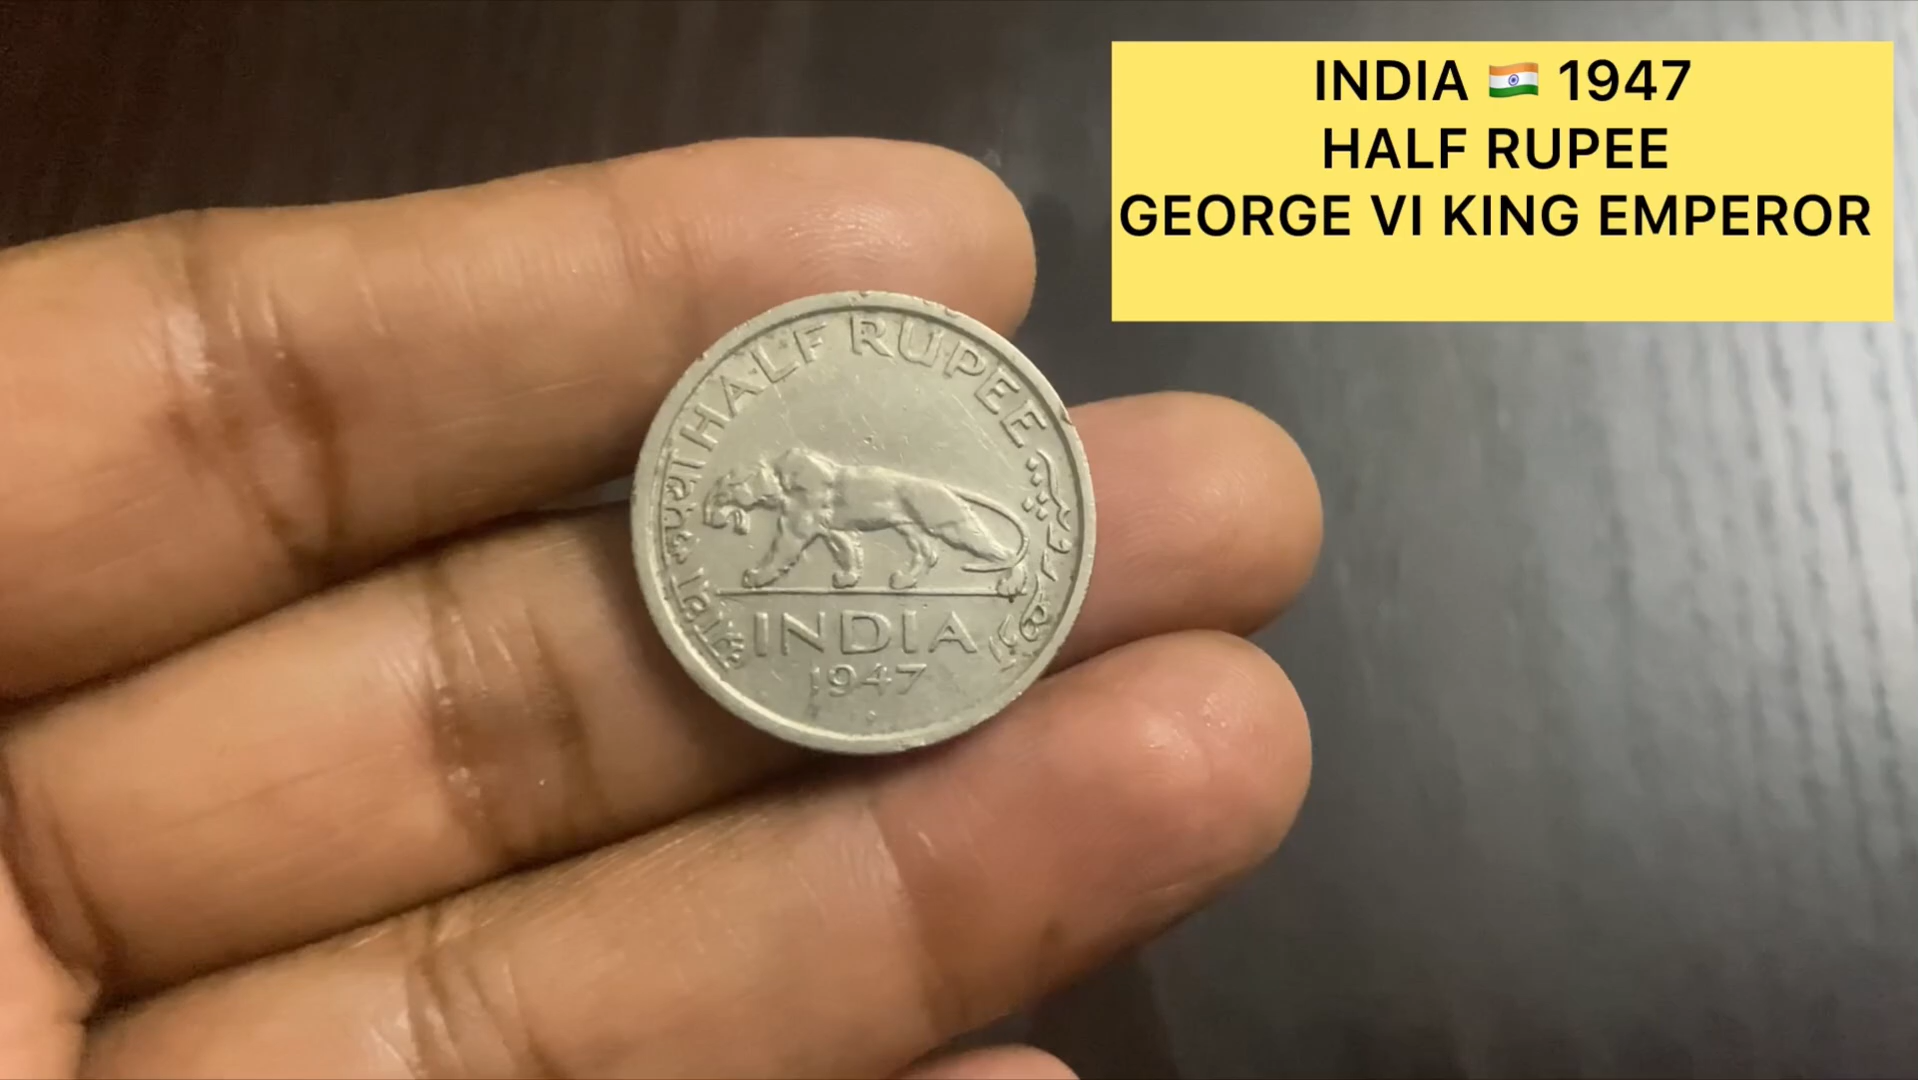 INDIA 🇮🇳 1947
HALF RUPEE
GEORGE VI KING EMPEROR
HALF RUPEE
INDIA
1947